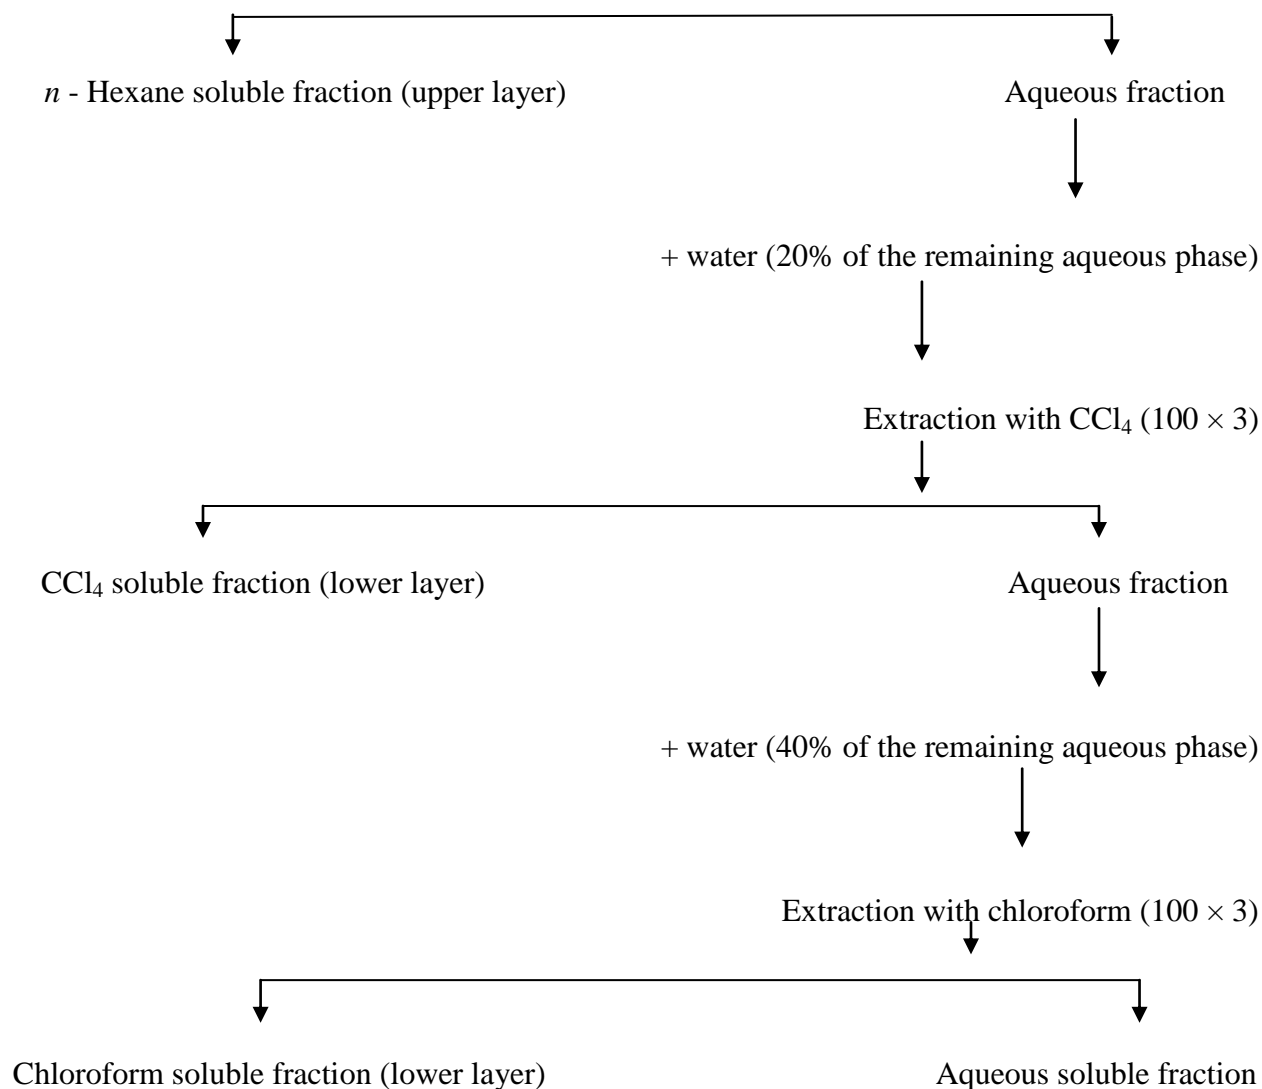 n - Hexane soluble fraction (upper layer)
Aqueous fraction
+ water (20% of the remaining aqueous phase)
Extraction with CCl₄ (100 × 3)
CCl₄ soluble fraction (lower layer)
Aqueous fraction
+ water (40% of the remaining aqueous phase)
Extraction with chloroform (100 × 3)
Chloroform soluble fraction (lower layer)
Aqueous soluble fraction